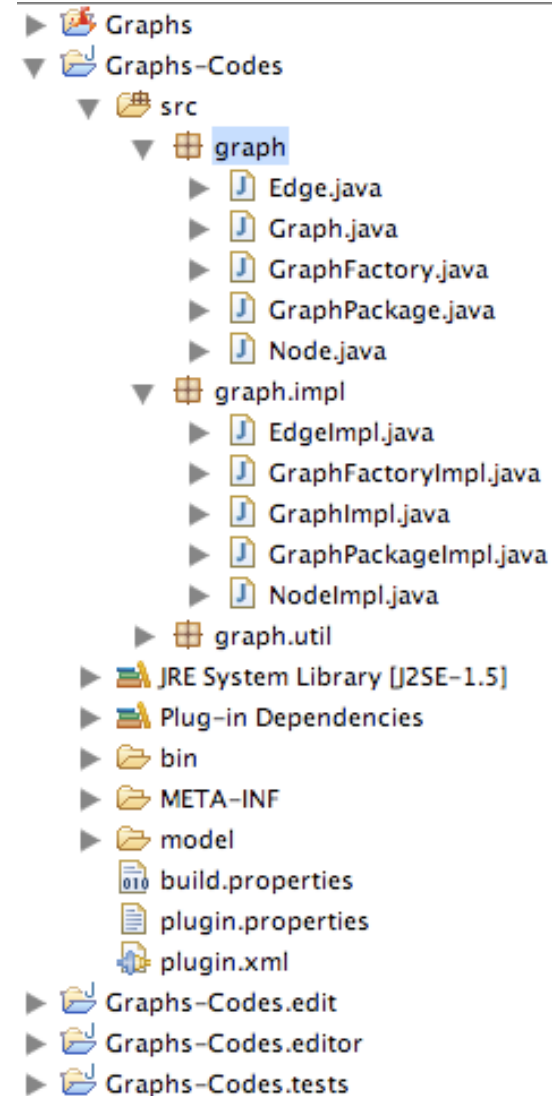 Graphs
Graphs-Codes
src
graph
Edge.java
Graph.java
GraphFactory.java
GraphPackage.java
Node.java
graph.impl
EdgeImpl.java
GraphFactoryImpl.java
GraphImpl.java
GraphPackageImpl.java
NodeImpl.java
graph.util
JRE System Library [J2SE-1.5]
Plug-in Dependencies
bin
META-INF
model
build.properties
plugin.properties
plugin.xml
Graphs-Codes.edit
Graphs-Codes.editor
Graphs-Codes.tests